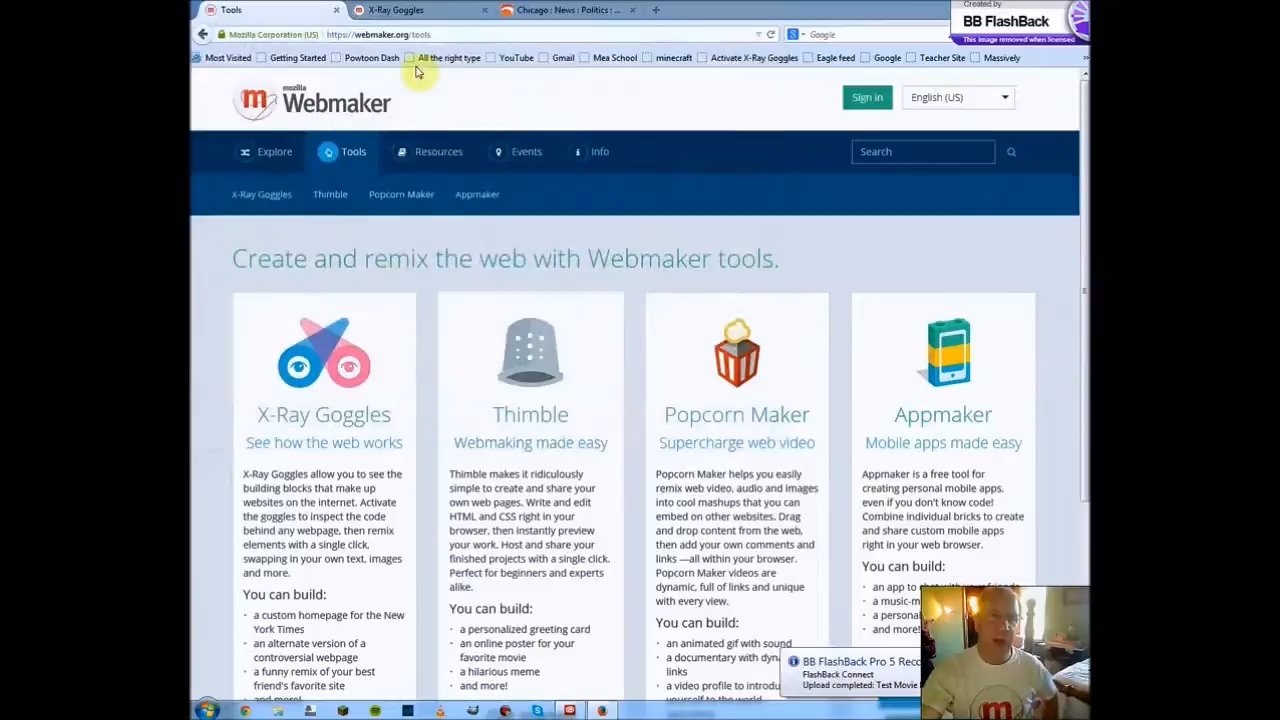 Tools
X-Ray Goggles
Chicago : News : Politics : ...
Created by
BB FlashBack
This image removed when licensed
Mozilla Corporation (US)
https://webmaker.org/tools
Google
Most Visited
Getting Started
Powtoon Dash
All the right type
YouTube
Gmail
Mea School
minecraft
Activate X-Ray Goggles
Eagle feed
Google
Teacher Site
Massively
mozilla
Webmaker
Sign in
English (US)
Explore
Tools
Resources
Events
Info
Search
X-Ray Goggles
Thimble
Popcorn Maker
Appmaker
Create and remix the web with Webmaker tools.
X-Ray Goggles
See how the web works
X-Ray Goggles allow you to see the
building blocks that make up
websites on the internet. Activate
the goggles to inspect the code
behind any webpage, then remix
elements with a single click,
swapping in your own text, images
and more.
You can build:
a custom homepage for the New
York Times
an alternate version of a
controversial webpage
a funny remix of your best
friend's favorite site
and more!
Thimble
Webmaking made easy
Thimble makes it ridiculously
simple to create and share your
own web pages. Write and edit
HTML and CSS right in your
browser, then instantly preview
your work. Host and share your
finished projects with a single click.
Perfect for beginners and experts
alike.
You can build:
a personalized greeting card
an online poster for your
favorite movie
a hilarious meme
and more!
Popcorn Maker
Supercharge web video
Popcorn Maker helps you easily
remix web video, audio and images
into cool mashups that you can
embed on other websites. Drag
and drop content from the web,
then add your own comments and
links —all within your browser.
Popcorn Maker videos are
dynamic, full of links and unique
with every view.
You can build:
an animated gif with sound
a documentary with dyna
links
a video profile to introdu
yourself to the world
Appmaker
Mobile apps made easy
Appmaker is a free tool for
creating personal mobile apps,
even if you don't know code!
Combine individual bricks to create
and share custom mobile apps
right in your web browser.
You can build:
an app to chat with your friends
a music-m
a persona
and more!
BB FlashBack Pro 5 Reco
FlashBack Connect
Upload completed: Test Movie
m